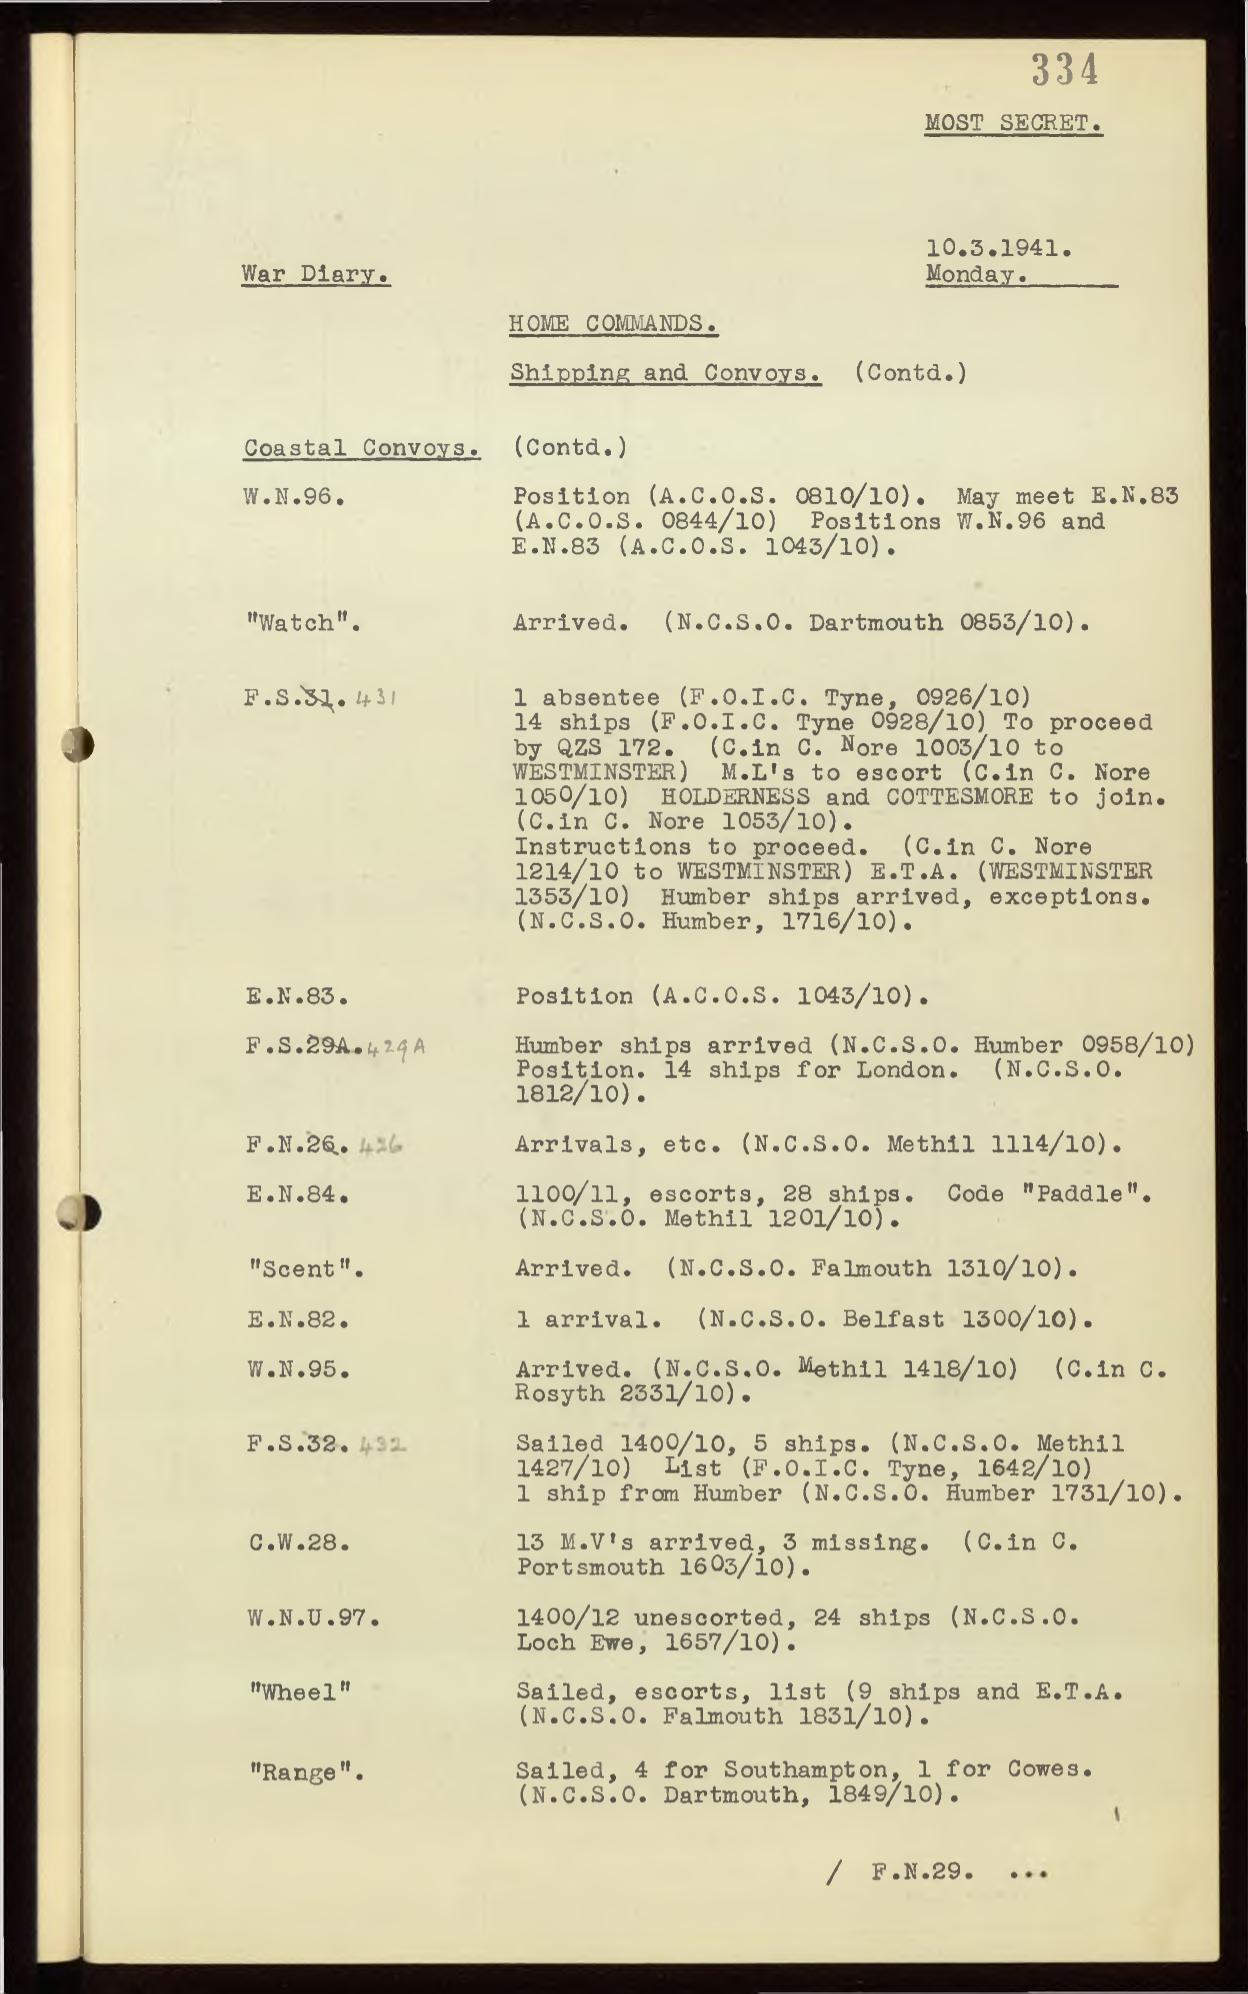 334
MOST SECRET.
10.3.1941.
War Diary. Monday.
HOME COMMANDS.
Shipping and Convoys. (Contd.)
Coastal Convoys. (Contd.)
W.N.96. Position (A.C.O.S. 0810/10). May meet E.N.83
(A.C.O.S. 0844/10) Positions W.N.96 and
E.N.83 (A.C.O.S. 1043/10).
"Watch". Arrived. (N.C.S.O. Dartmouth 0853/10).
F.S.31. 431 1 absentee (F.O.I.C. Tyne, 0926/10)
14 ships (F.O.I.C. Tyne 0928/10) To proceed
by QZS 172. (C.in C. Nore 1003/10 to
WESTMINSTER) M.L's to escort (C.in C. Nore
1050/10) HOLDERNESS and COTTESMORE to join.
(C.in C. Nore 1053/10).
Instructions to proceed. (C.in C. Nore
1214/10 to WESTMINSTER) E.T.A. (WESTMINSTER
1353/10) Humber ships arrived, exceptions.
(N.C.S.O. Humber, 1716/10).
E.N.83. Position (A.C.O.S. 1043/10).
F.S.29A. 429A Humber ships arrived (N.C.S.O. Humber 0958/10)
Position. 14 ships for London. (N.C.S.O.
1812/10).
F.N.26. 426 Arrivals, etc. (N.C.S.O. Methil 1114/10).
E.N.84. 1100/11, escorts, 28 ships. Code "Paddle".
(N.C.S.O. Methil 1201/10).
"Scent". Arrived. (N.C.S.O. Falmouth 1310/10).
E.N.82. 1 arrival. (N.C.S.O. Belfast 1300/10).
W.N.95. Arrived. (N.C.S.O. Methil 1418/10) (C.in C.
Rosyth 2331/10).
F.S.32. 432 Sailed 1400/10, 5 ships. (N.C.S.O. Methil
1427/10) List (F.O.I.C. Tyne, 1642/10)
1 ship from Humber (N.C.S.O. Humber 1731/10).
C.W.28. 13 M.V's arrived, 3 missing. (C.in C.
Portsmouth 1603/10).
W.N.U.97. 1400/12 unescorted, 24 ships (N.C.S.O.
Loch Ewe, 1657/10).
"Wheel" Sailed, escorts, list (9 ships and E.T.A.
(N.C.S.O. Falmouth 1831/10).
"Range". Sailed, 4 for Southampton, 1 for Cowes.
(N.C.S.O. Dartmouth, 1849/10).
/ F.N.29. ...